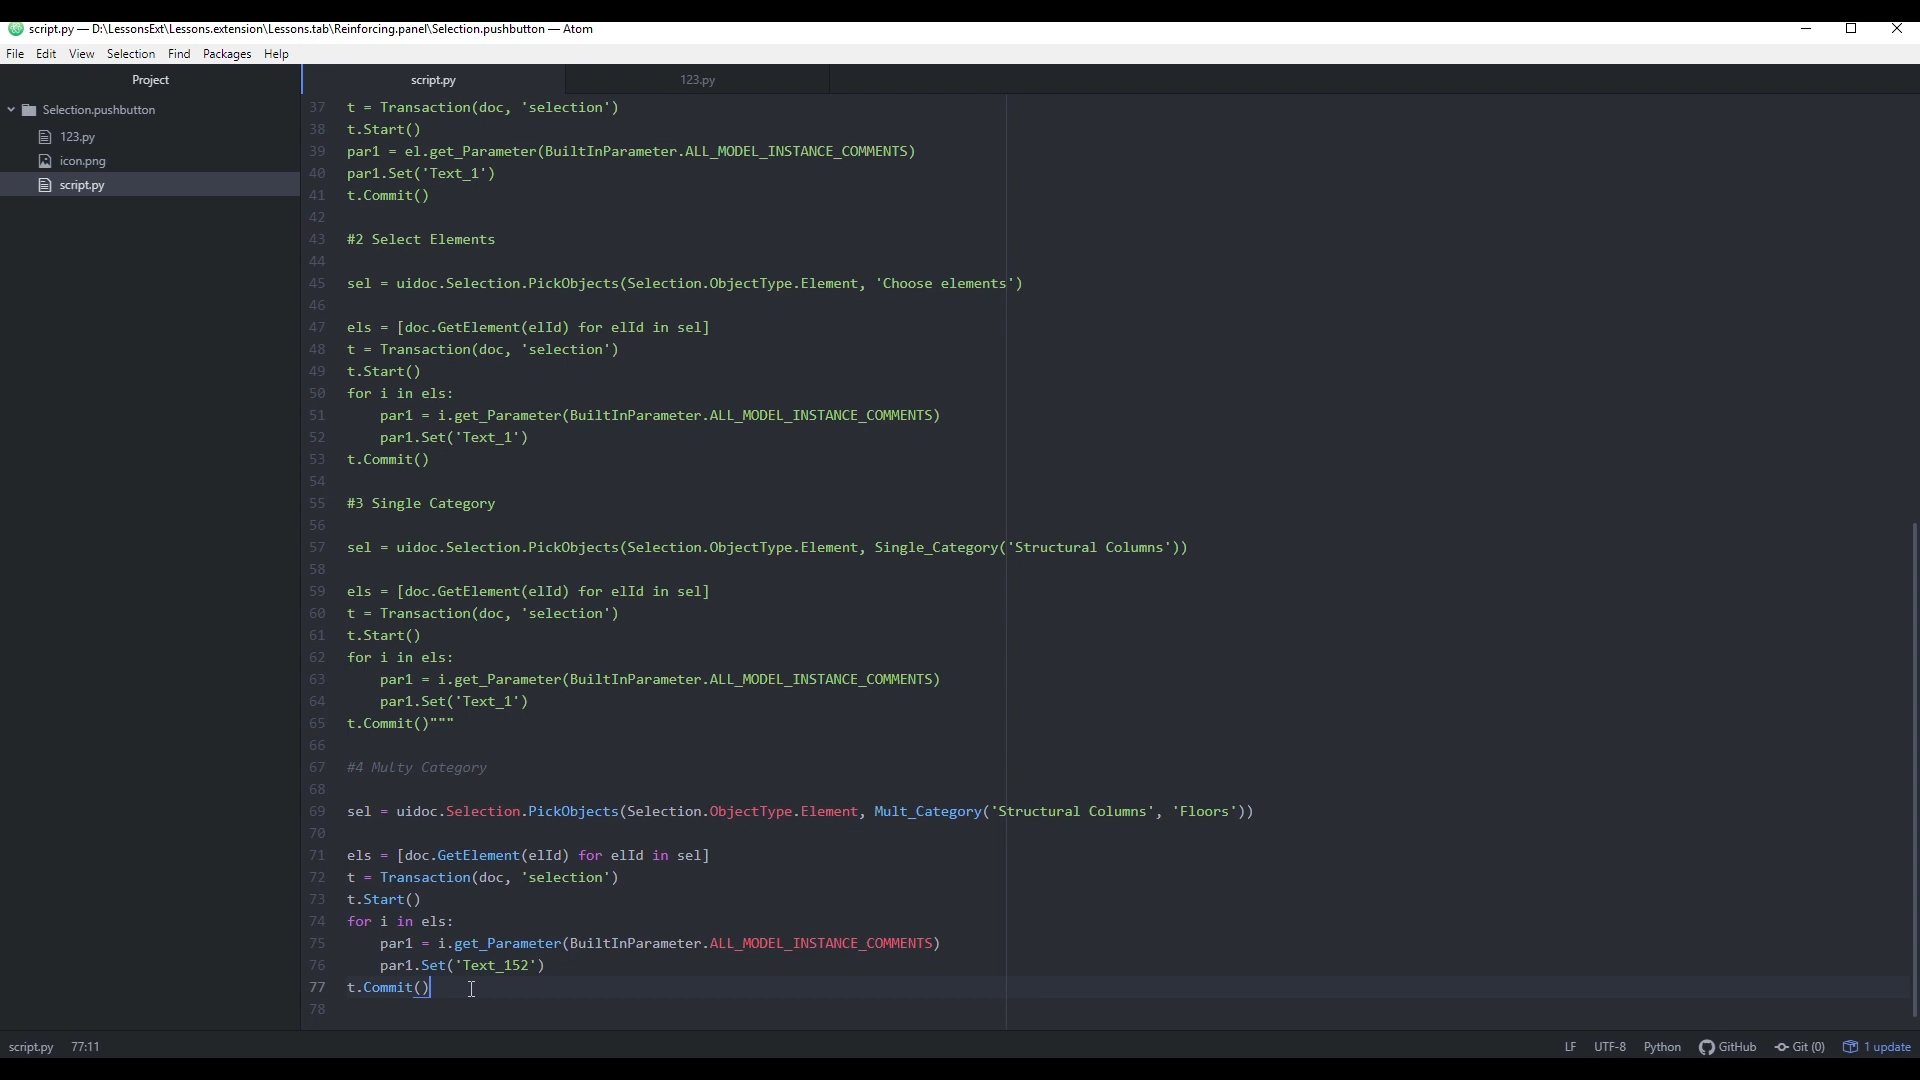 script.py — D:\LessonsExt\Lessons.extension\Lessons.tab\Reinforcing.panel\Selection.pushbutton — Atom
File Edit View Selection Find Packages Help
Project
script.py
123.py
Selection.pushbutton
123.py
icon.png
script.py
37 t = Transaction(doc, 'selection')
38 t.Start()
39 par1 = el.get_Parameter(BuiltInParameter.ALL_MODEL_INSTANCE_COMMENTS)
40 par1.Set('Text_1')
41 t.Commit()
42
43 #2 Select Elements
44
45 sel = uidoc.Selection.PickObjects(Selection.ObjectType.Element, 'Choose elements')
46
47 els = [doc.GetElement(elId) for elId in sel]
48 t = Transaction(doc, 'selection')
49 t.Start()
50 for i in els:
51     par1 = i.get_Parameter(BuiltInParameter.ALL_MODEL_INSTANCE_COMMENTS)
52     par1.Set('Text_1')
53 t.Commit()
54
55 #3 Single Category
56
57 sel = uidoc.Selection.PickObjects(Selection.ObjectType.Element, Single_Category('Structural Columns'))
58
59 els = [doc.GetElement(elId) for elId in sel]
60 t = Transaction(doc, 'selection')
61 t.Start()
62 for i in els:
63     par1 = i.get_Parameter(BuiltInParameter.ALL_MODEL_INSTANCE_COMMENTS)
64     par1.Set('Text_1')
65 t.Commit()"""
66
67 #4 Multy Category
68
69 sel = uidoc.Selection.PickObjects(Selection.ObjectType.Element, Mult_Category('Structural Columns', 'Floors'))
70
71 els = [doc.GetElement(elId) for elId in sel]
72 t = Transaction(doc, 'selection')
73 t.Start()
74 for i in els:
75     par1 = i.get_Parameter(BuiltInParameter.ALL_MODEL_INSTANCE_COMMENTS)
76     par1.Set('Text_152')
77 t.Commit()
78
script.py 77:11 LF UTF-8 Python GitHub Git (0) 1 update